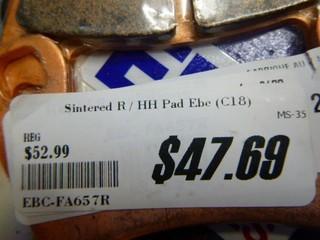 Sintered R / HH Pad Ebc (C18)
MS-35
REG
$52.99
$47.69
EBC-FA657R